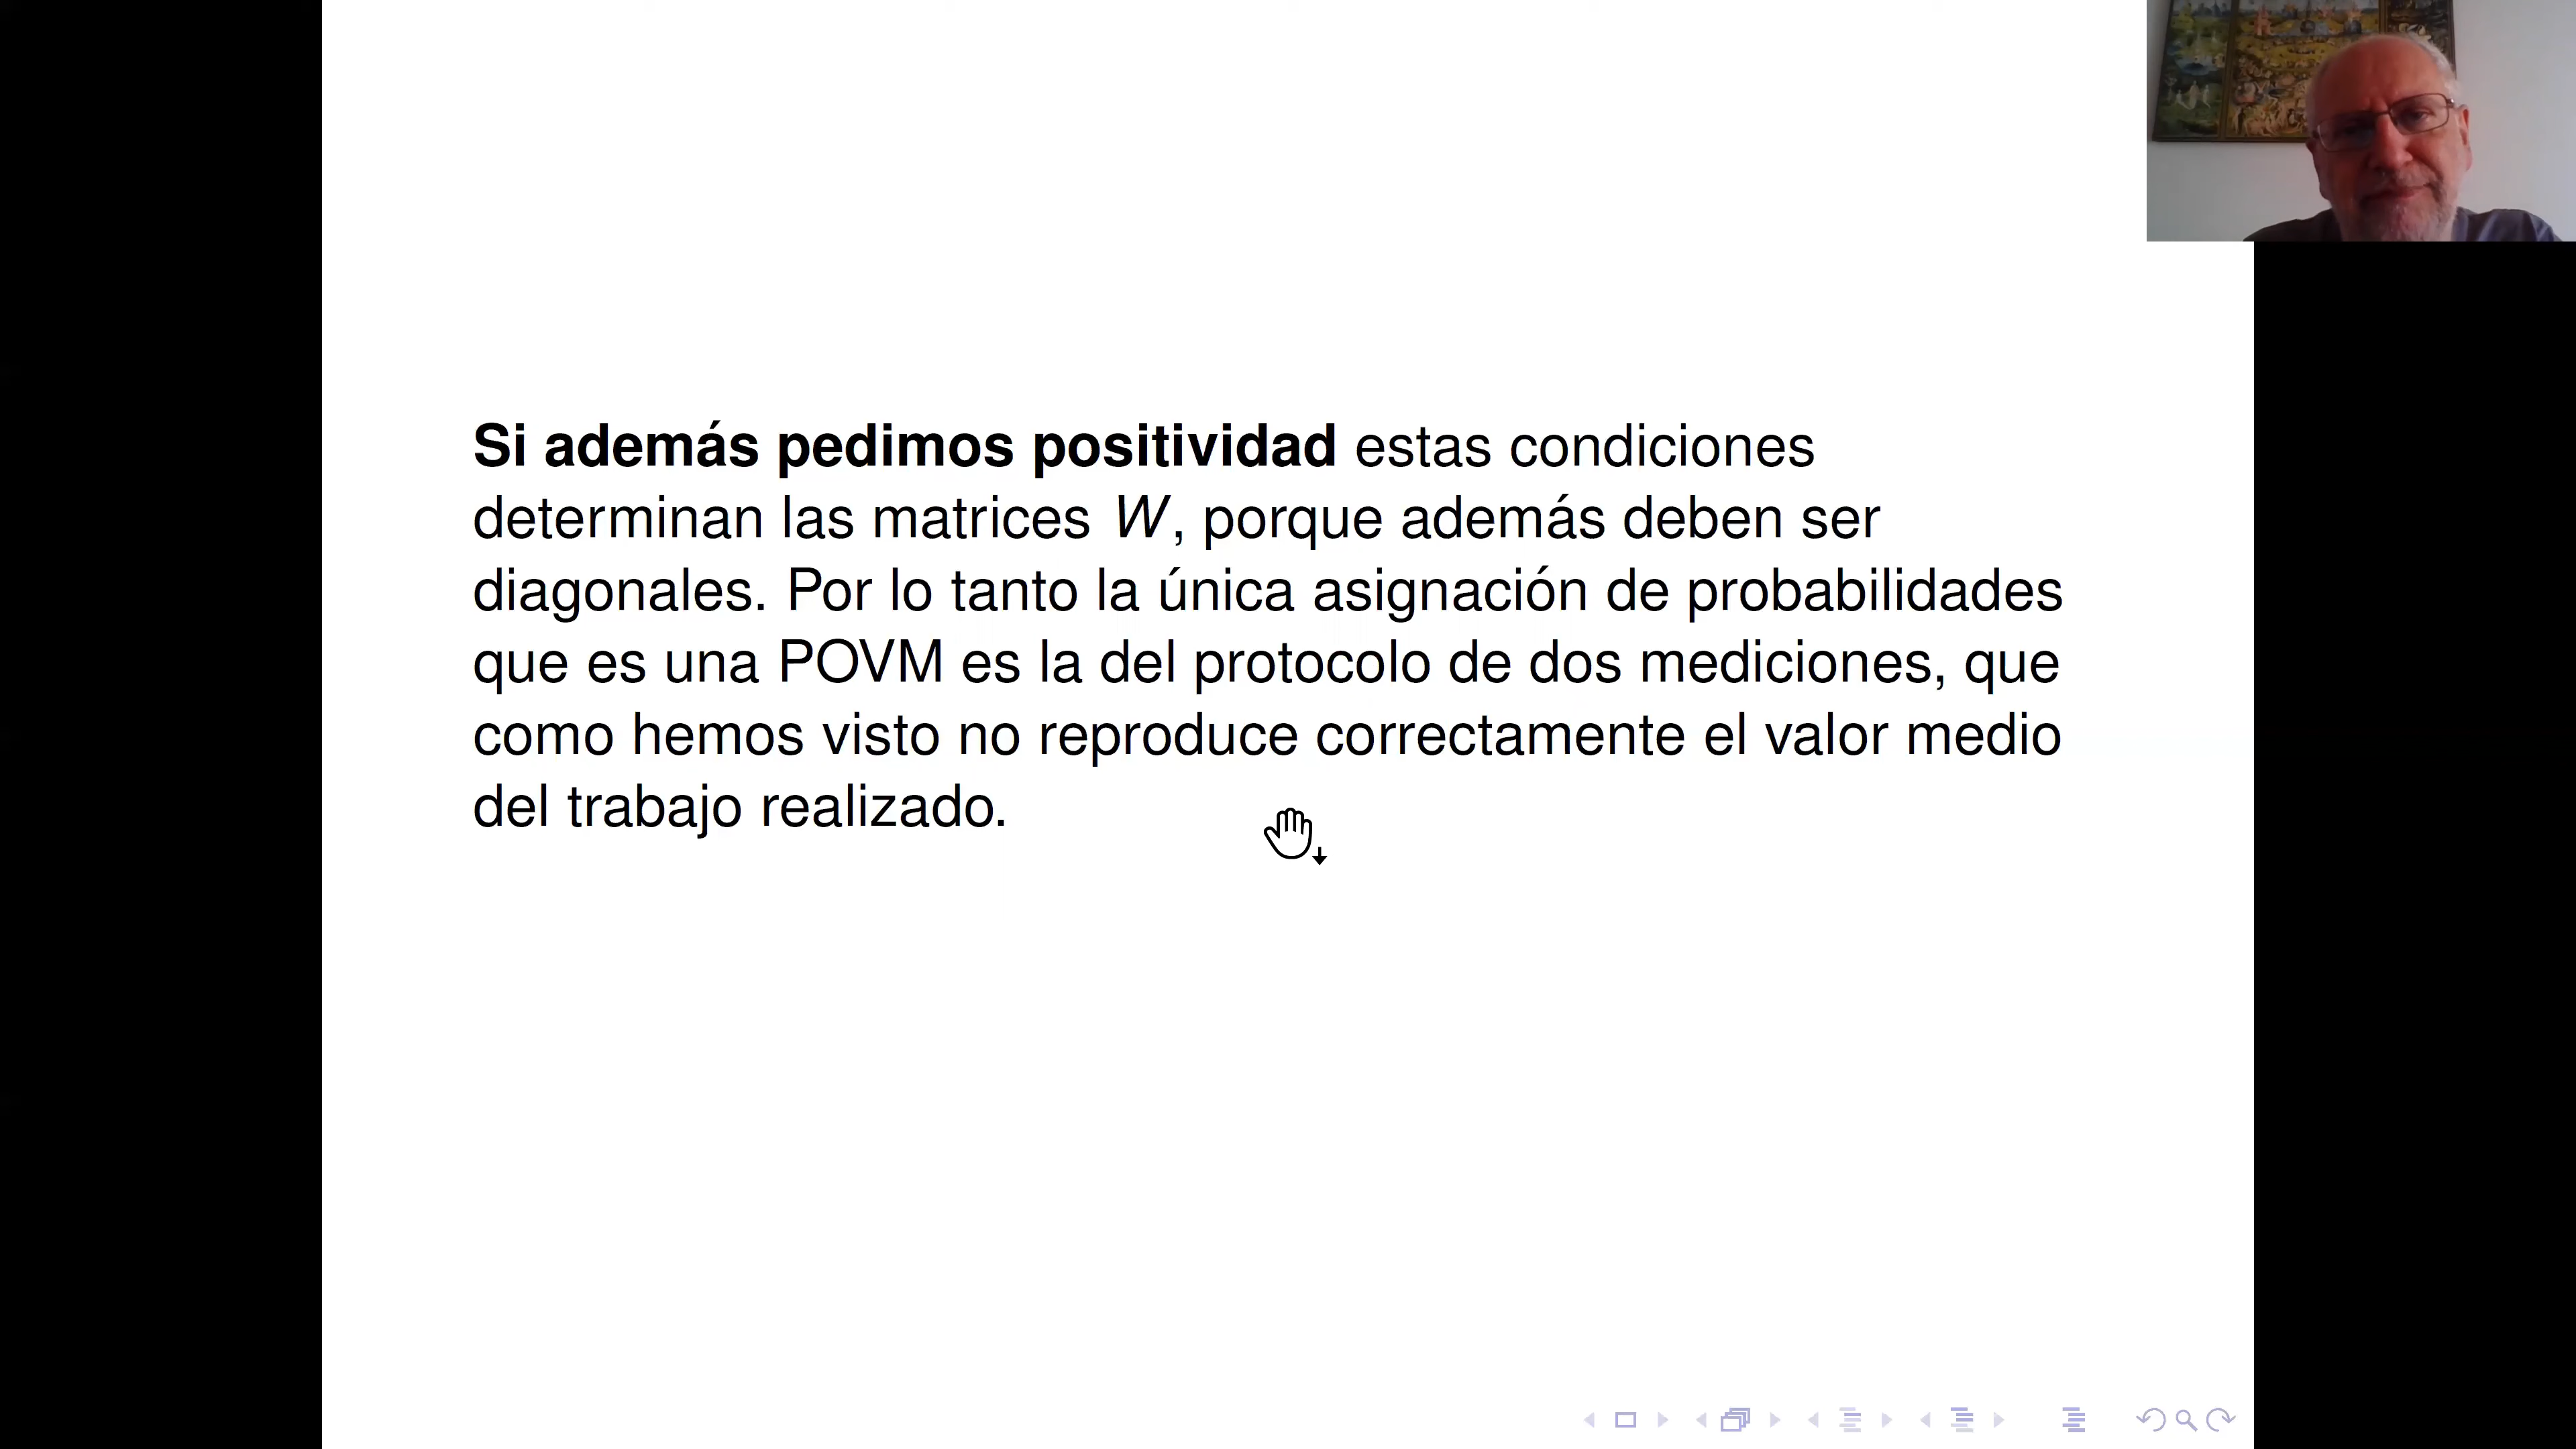 Si además pedimos positividad estas condiciones
determinan las matrices W, porque además deben ser
diagonales. Por lo tanto la única asignación de probabilidades
que es una POVM es la del protocolo de dos mediciones, que
como hemos visto no reproduce correctamente el valor medio
del trabajo realizado.